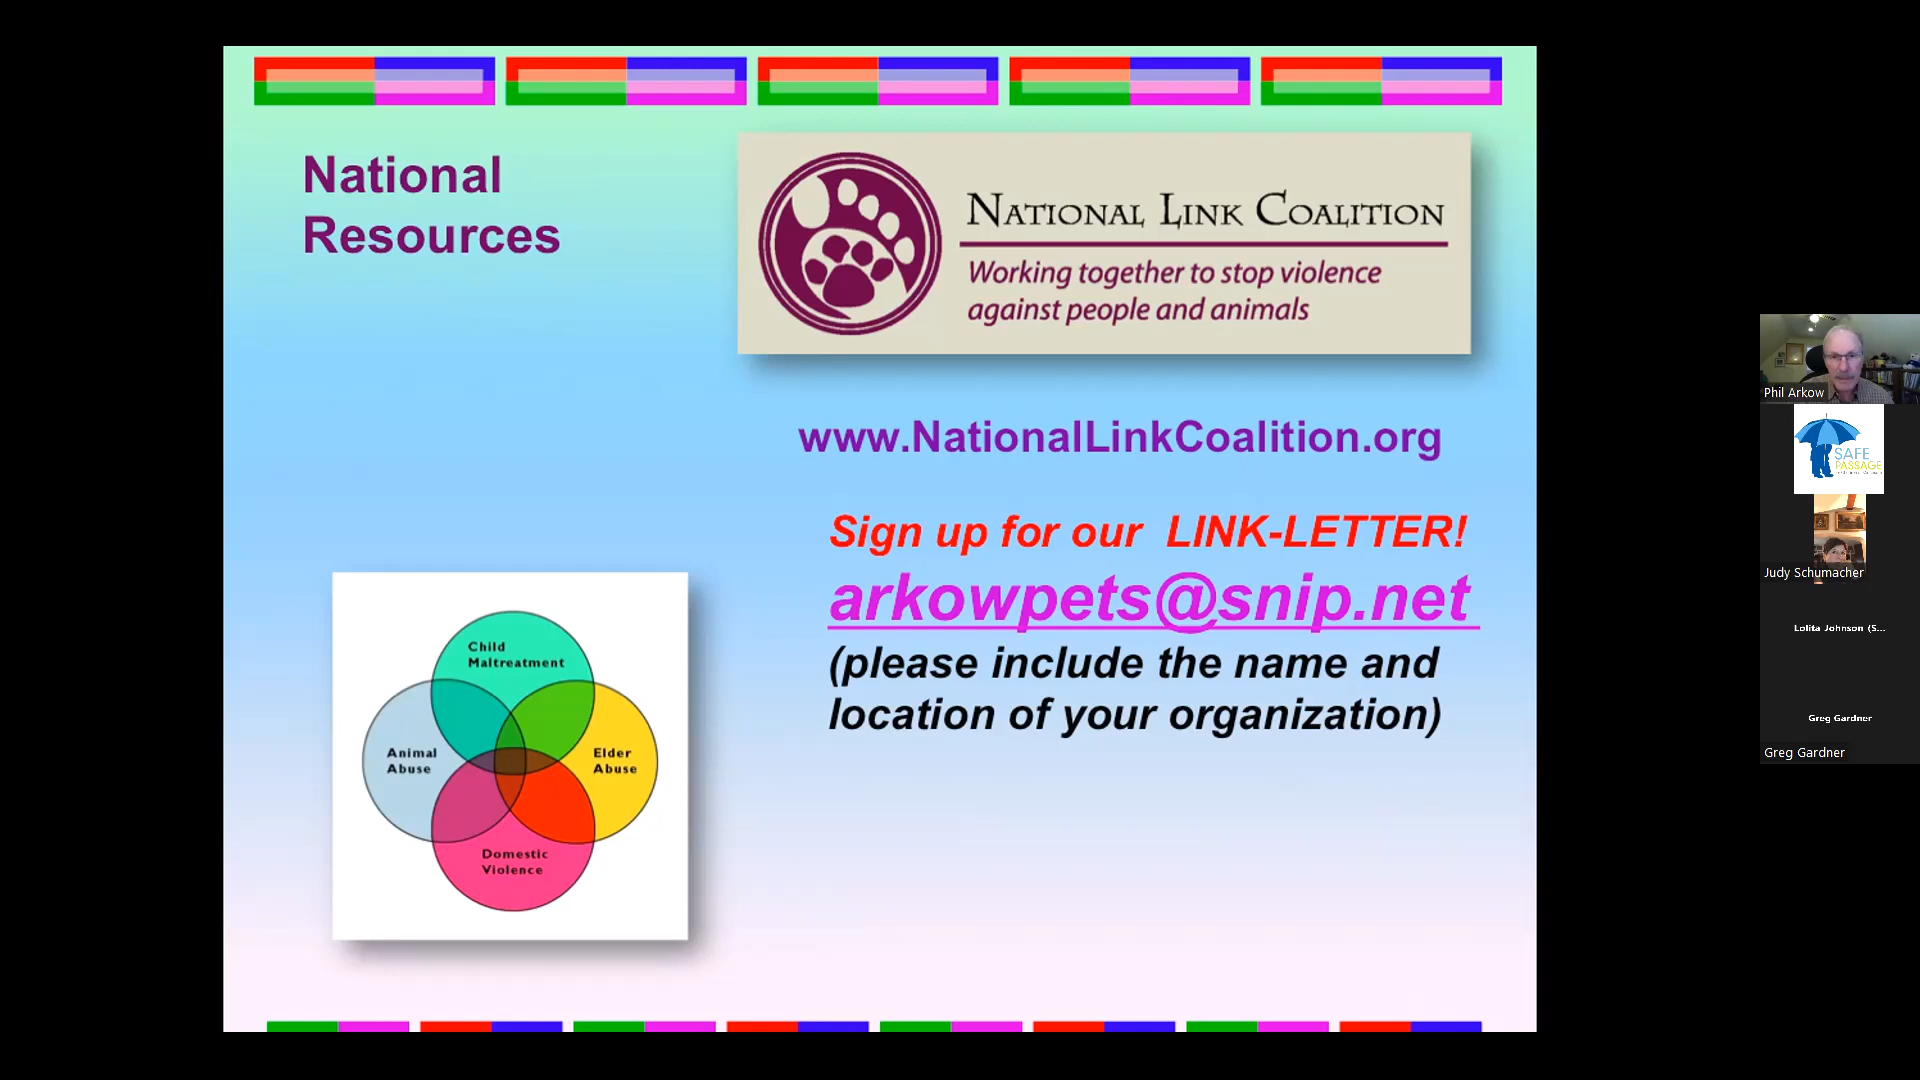 National
Resources
NATIONAL LINK COALITION
Working together to stop violence
against people and animals
www.NationalLinkCoalition.org
Sign up for our LINK-LETTER!
arkowpets@snip.net
(please include the name and
location of your organization)
Child
Maltreatment
Animal
Abuse
Elder
Abuse
Domestic
Violence
Phil Arkow
SAFE
PASSAGE
Judy Schumacher
Lolita Johnson (S...
Greg Gardner
Greg Gardner